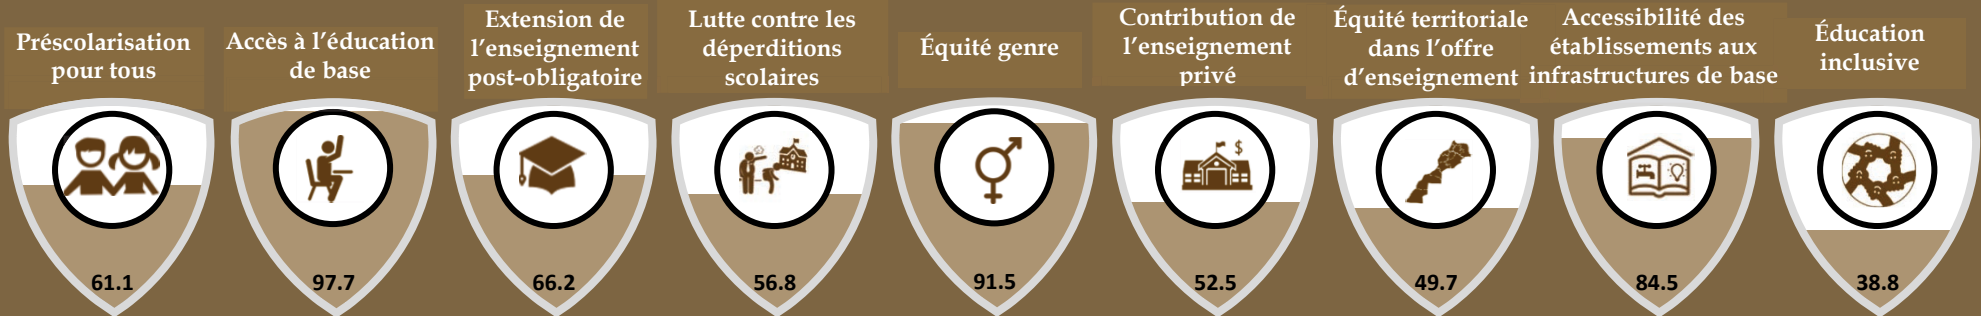 Préscolarisation
pour tous
61.1
Accès à l’éducation
de base
97.7
Extension de
l’enseignement
post-obligatoire
66.2
Lutte contre les
déperditions
scolaires
56.8
Équité genre
91.5
Contribution de
l’enseignement
privé
$
52.5
Équité territoriale
dans l’offre
d’enseignement
49.7
Accessibilité des
établissements aux
infrastructures de base
84.5
Éducation
inclusive
38.8